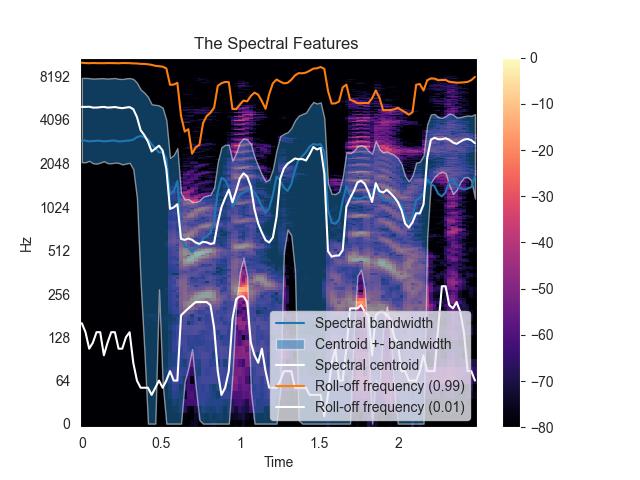 The Spectral Features
8192
4096
2048
1024
512
256
128
64
0
Hz
0
0.5
1
1.5
2
Time
Spectral bandwidth
Centroid +- bandwidth
Spectral centroid
Roll-off frequency (0.99)
Roll-off frequency (0.01)
0
−10
−20
−30
−40
−50
−60
−70
−80